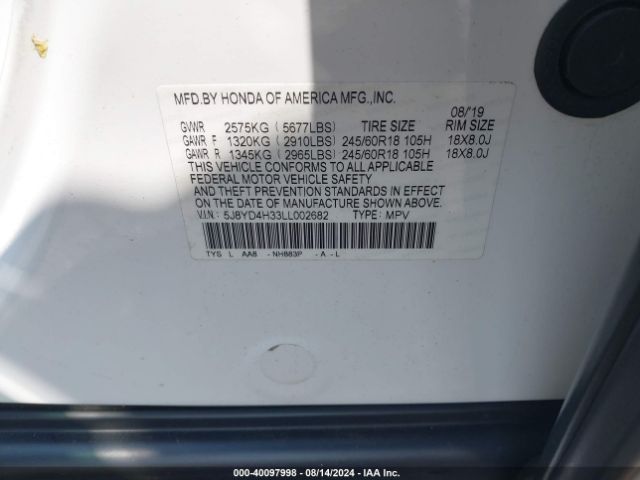 MFD.BY HONDA OF AMERICA MFG.,INC.
08/'19
GVWR 2575KG (5677LBS) TIRE SIZE RIM SIZE
GAWR F 1320KG (2910LBS) 245/60R18 105H 18X8.0J
GAWR R 1345KG (2965LBS) 245/60R18 105H 18X8.0J
THIS VEHICLE CONFORMS TO ALL APPLICABLE
FEDERAL MOTOR VEHICLE SAFETY
AND THEFT PREVENTION STANDARDS IN EFFECT
ON THE DATE OF MANUFACTURE SHOWN ABOVE.
V.I.N: 5J8YD4H33LL002682 TYPE: MPV
TYS L AA8 - NH883P - A - L
000-40097998 - 08/14/2024 - IAA Inc.